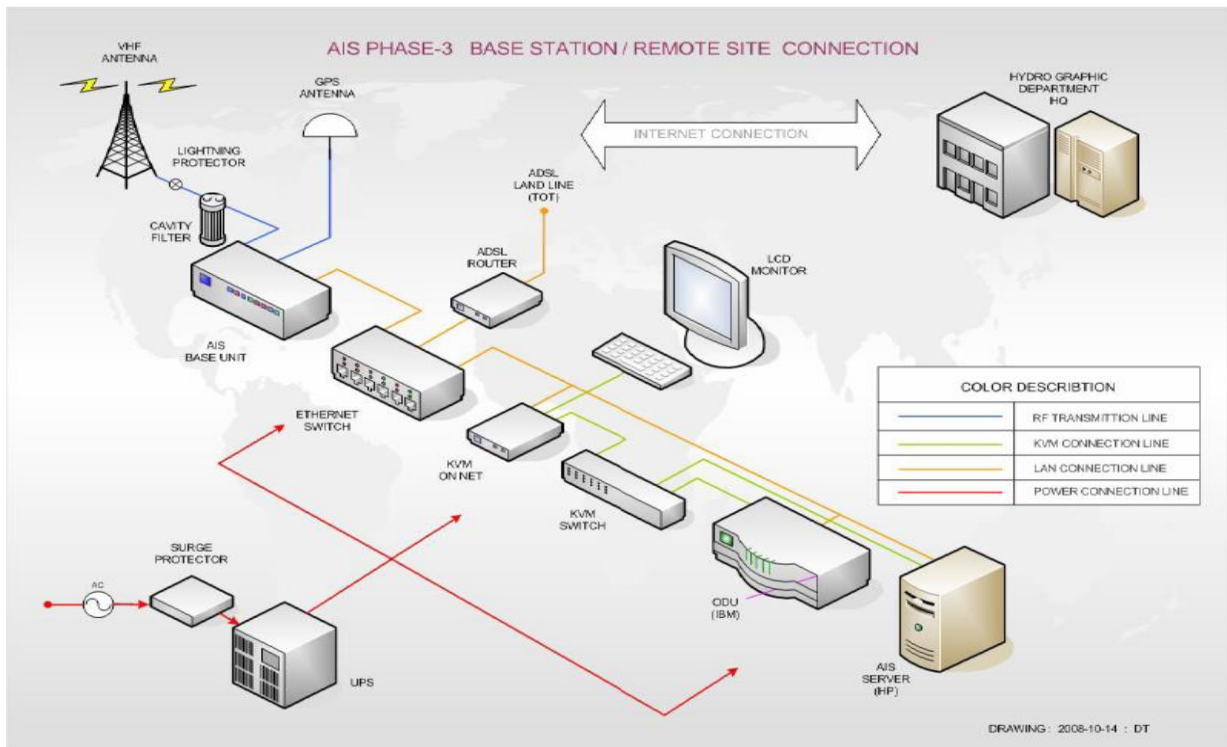 AIS PHASE-3 BASE STATION / REMOTE SITE CONNECTION
VHF
ANTENNA
GPS
ANTENNA
HYDRO GRAPHIC
DEPARTMENT
HQ
INTERNET CONNECTION
LIGHTNING
PROTECTOR
ADSL
LAND LINE
(TOT)
CAVITY
FILTER
ADSL
ROUTER
LCD
MONITOR
AIS
BASE UNIT
ETHERNET
SWITCH
KVM
ON NET
KVM
SWITCH
COLOR DESCRIBTION
RF TRANSMITTION LINE
KVM CONNECTION LINE
LAN CONNECTION LINE
POWER CONNECTION LINE
SURGE
PROTECTOR
AC
UPS
ODU
(IBM)
AIS
SERVER
(HP)
DRAWING : 2008-10-14 : DT